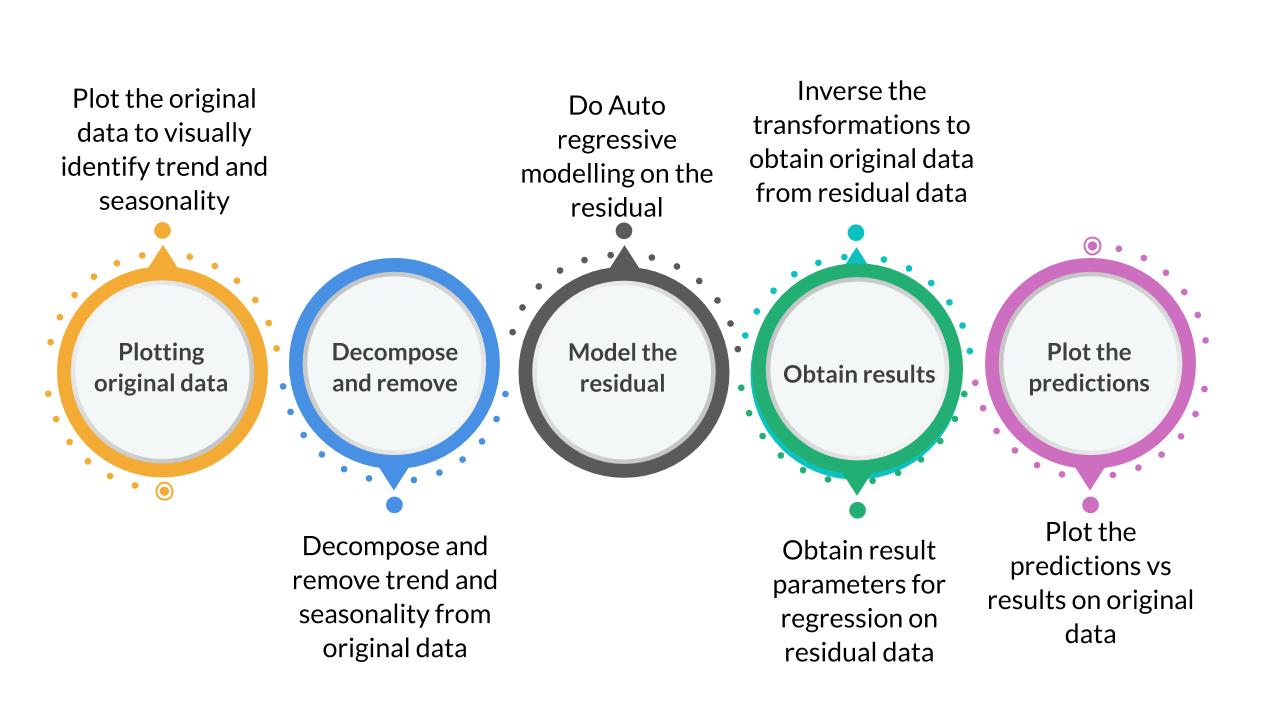 Plot the original
data to visually
identify trend and
seasonality
Plotting
original data
Decompose
and remove
Decompose and
remove trend and
seasonality from
original data
Do Auto
regressive
modelling on the
residual
Model the
residual
Inverse the
transformations to
obtain original data
from residual data
Obtain results
Obtain result
parameters for
regression on
residual data
Plot the
predictions
Plot the
predictions vs
results on original
data